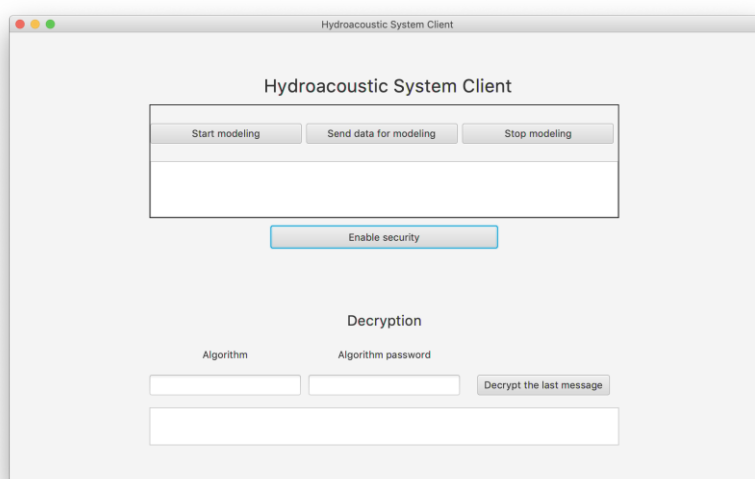 Hydroacoustic System Client
Hydroacoustic System Client
Start modeling Send data for modeling Stop modeling
Enable security
Decryption
Algorithm Algorithm password
Decrypt the last message